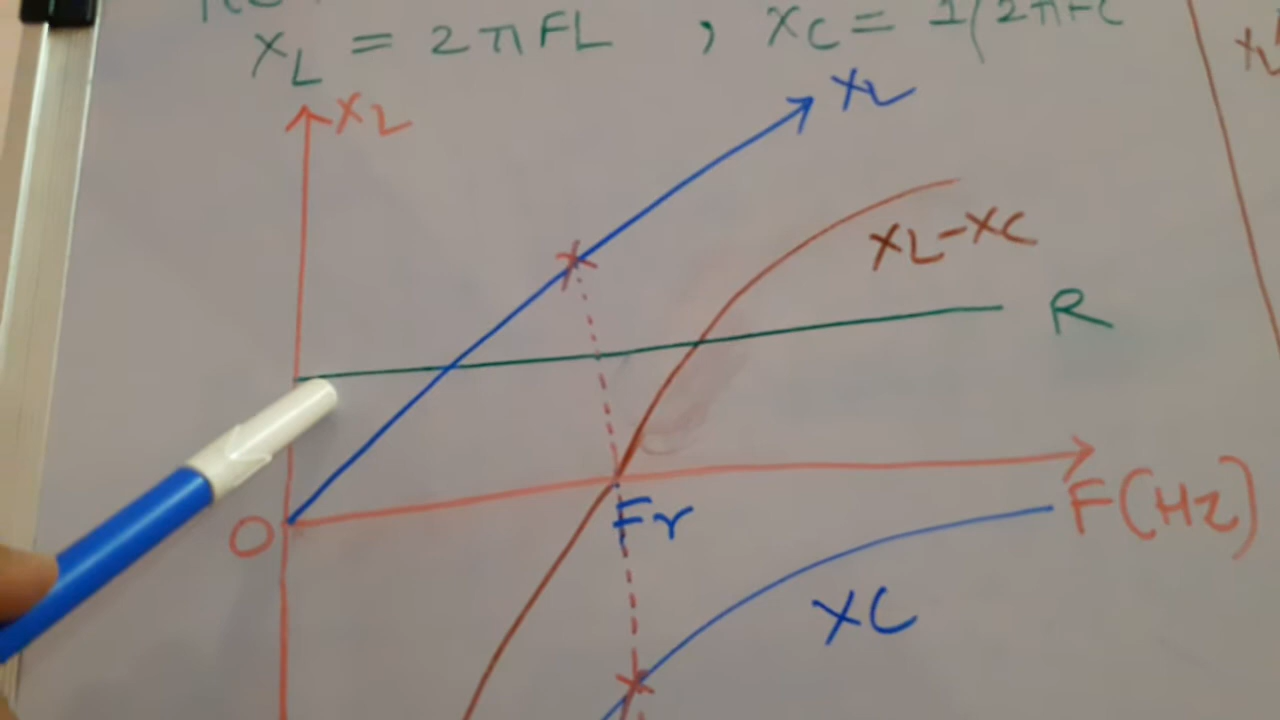 XL = 2πFL , XC = 1/2πFC
XL
XL
XL-XC
R
O
Fr
F(Hz)
XC